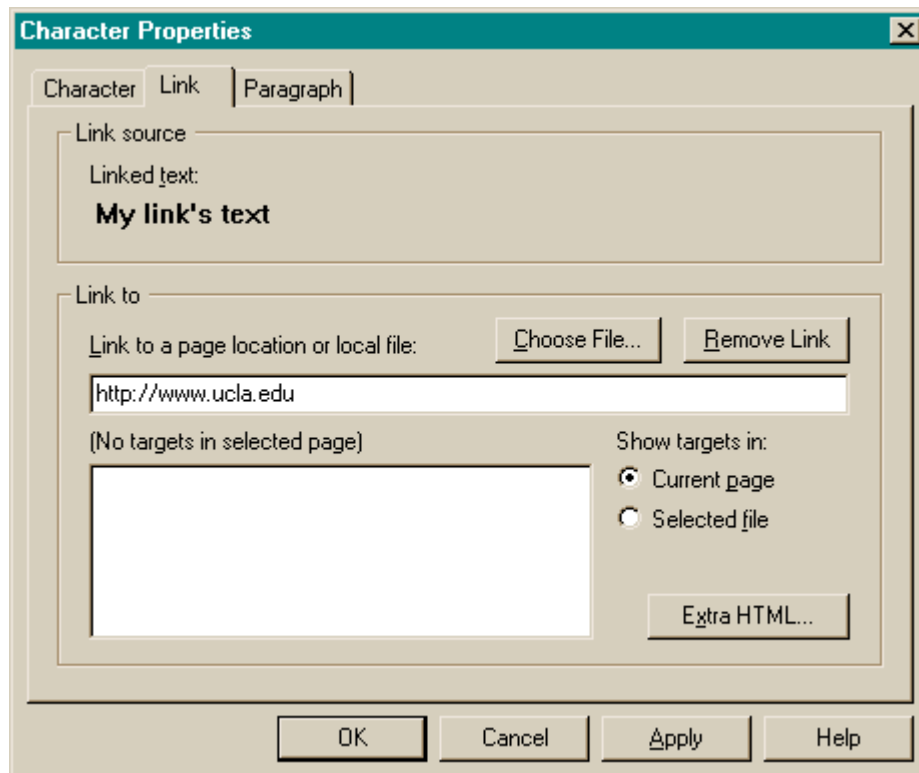 Character Properties
Character Link Paragraph
Link source
Linked text:
My link's text
Link to
Link to a page location or local file: Choose File... Remove Link
http://www.ucla.edu
(No targets in selected page) Show targets in:
Current page
Selected file
Extra HTML...
OK Cancel Apply Help